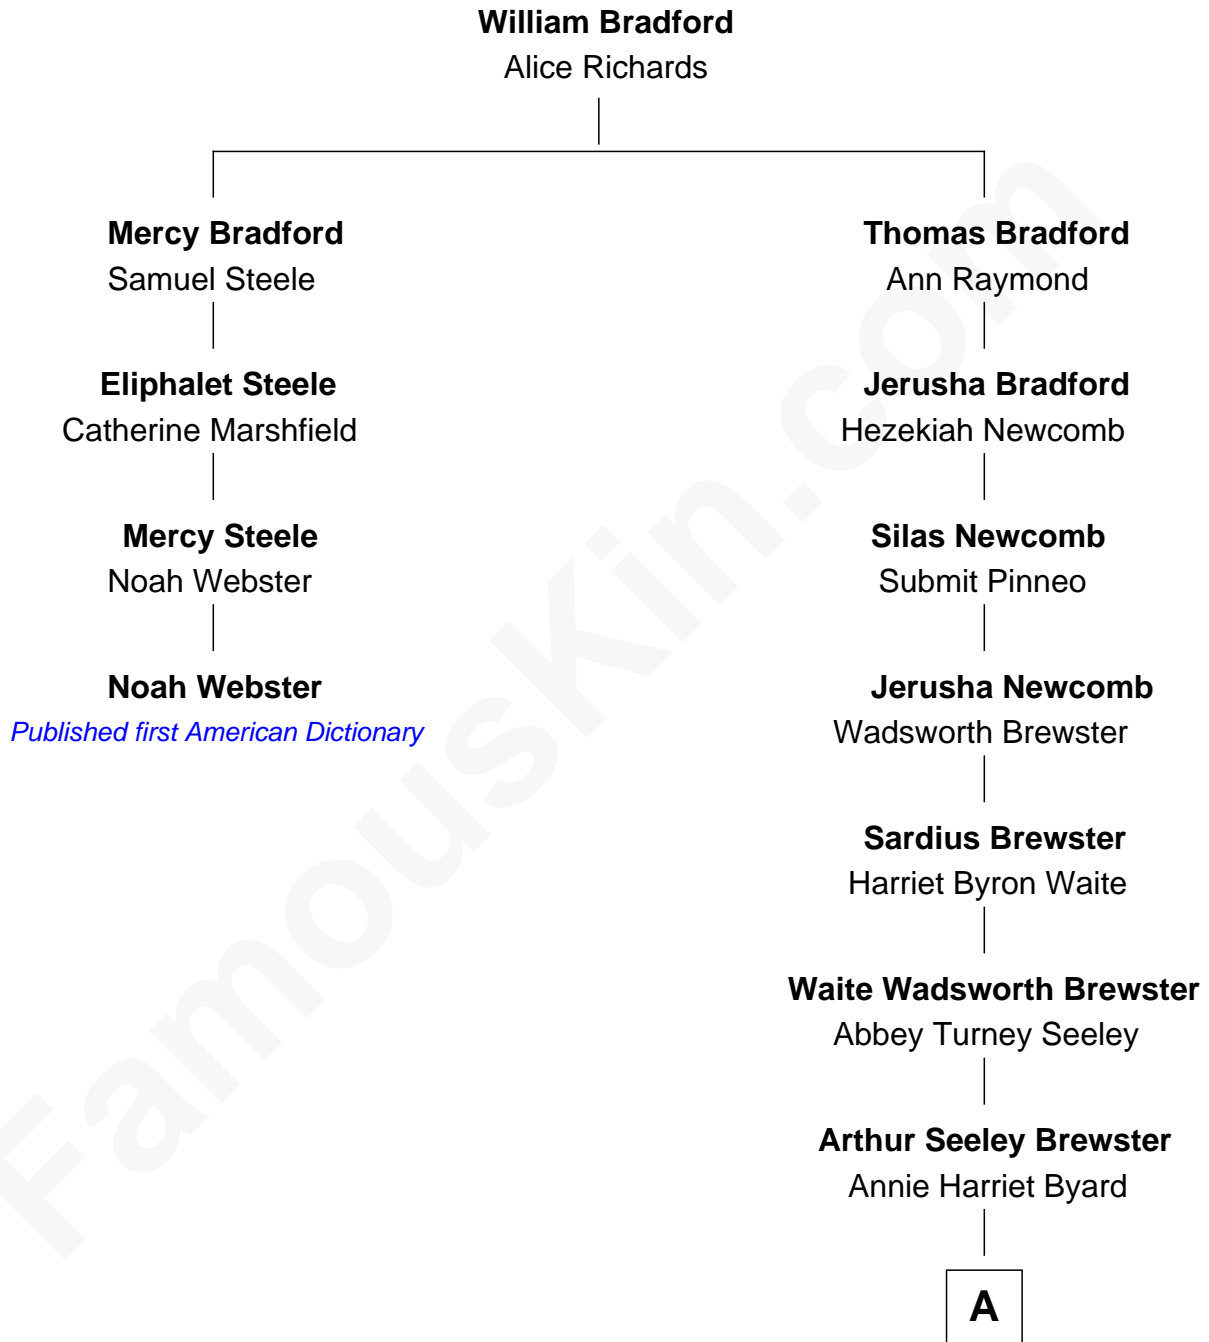 William Bradford
Alice Richards
Mercy Bradford
Samuel Steele
Thomas Bradford
Ann Raymond
Eliphalet Steele
Catherine Marshfield
Jerusha Bradford
Hezekiah Newcomb
Mercy Steele
Noah Webster
Silas Newcomb
Submit Pinneo
Noah Webster
Published first American Dictionary
Jerusha Newcomb
Wadsworth Brewster
Sardius Brewster
Harriet Byron Waite
Waite Wadsworth Brewster
Abbey Turney Seeley
Arthur Seeley Brewster
Annie Harriet Byard
A
FamousKin.com